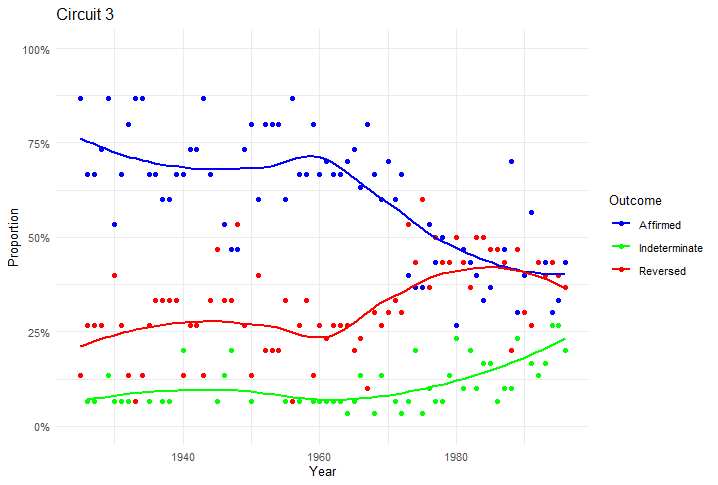 Circuit 3
100%
75%
50%
25%
0%
Proportion
1940
1960
1980
Year
Outcome
Affirmed
Indeterminate
Reversed